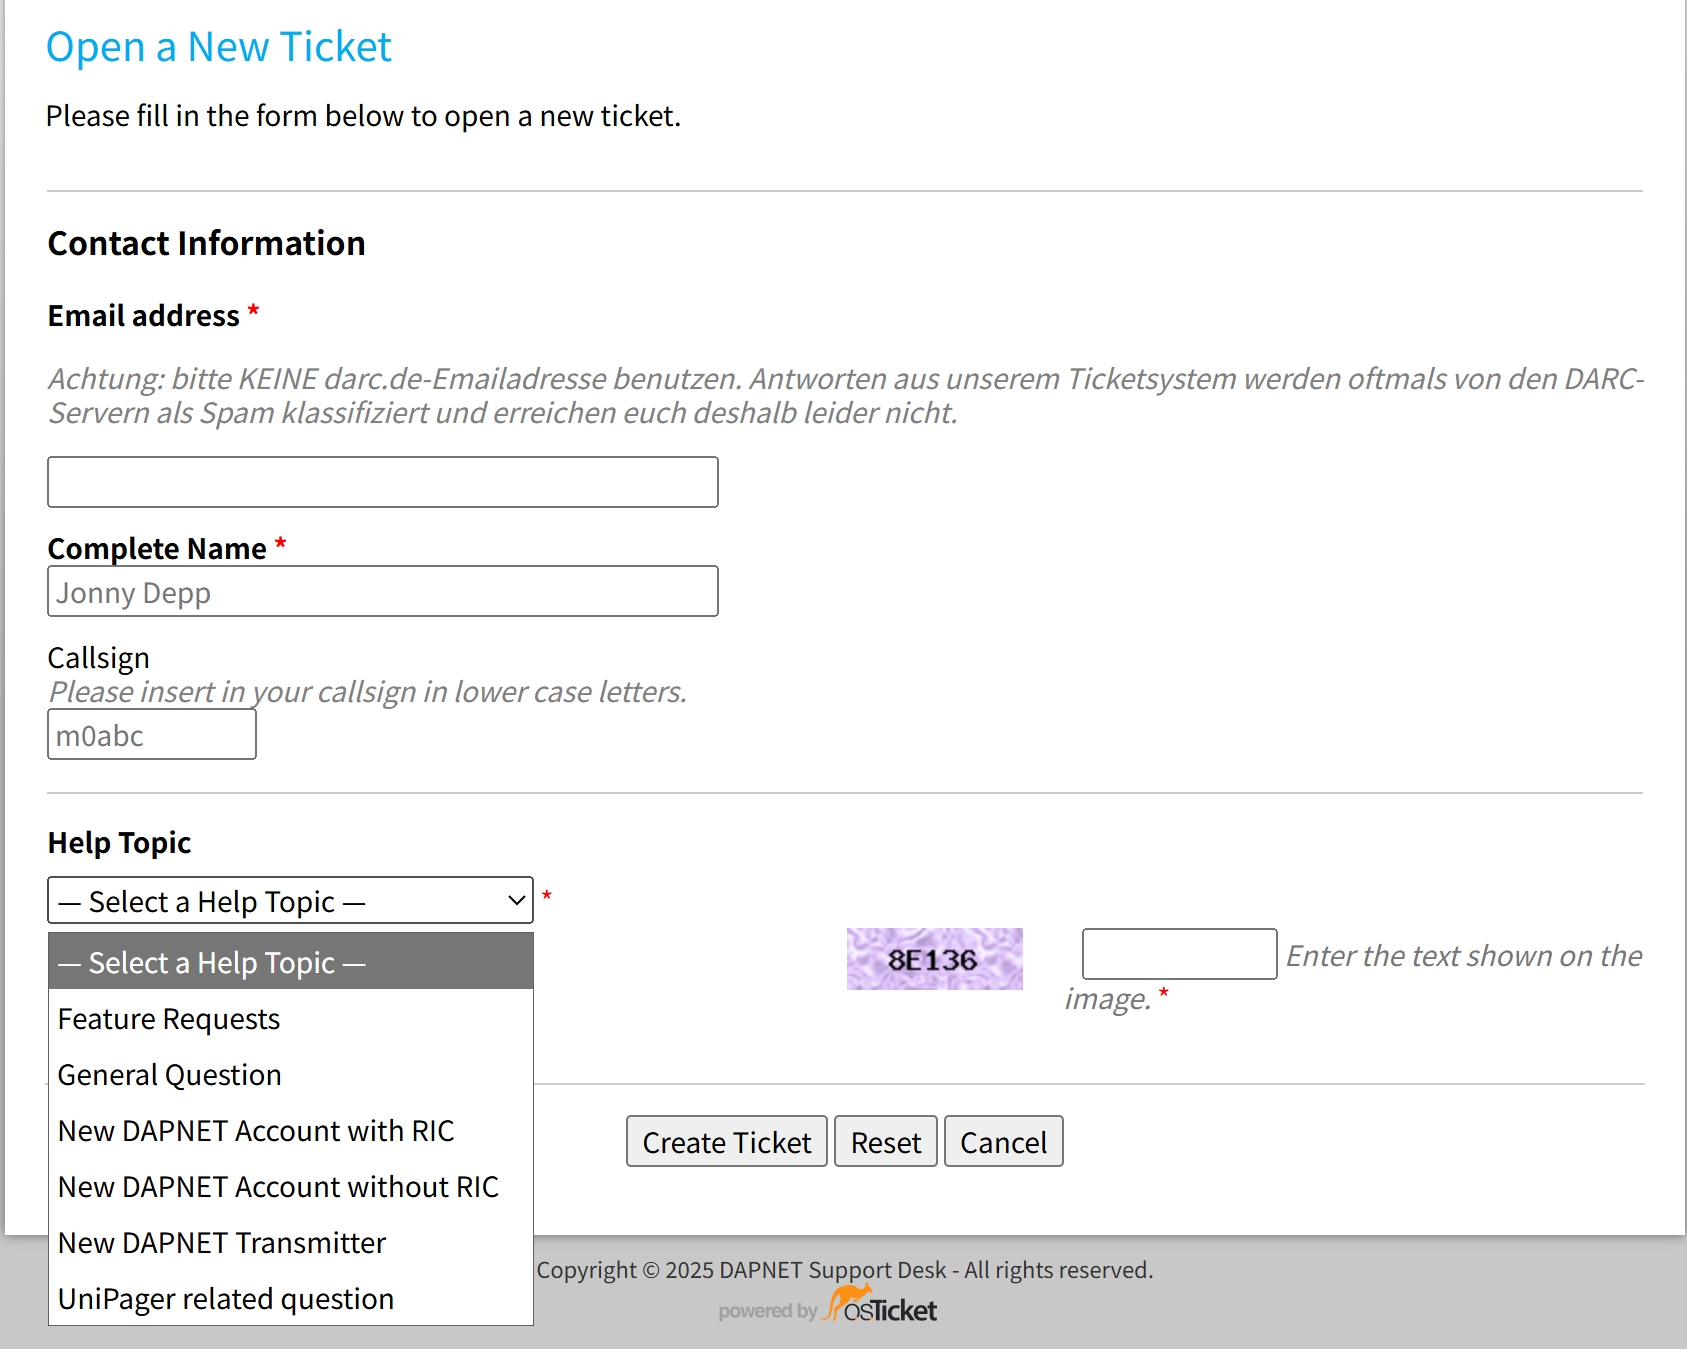 Open a New Ticket
Please fill in the form below to open a new ticket.
Contact Information
Email address *
Achtung: bitte KEINE darc.de-Emailadresse benutzen. Antworten aus unserem Ticketsystem werden oftmals von den DARC-
Servern als Spam klassifiziert und erreichen euch deshalb leider nicht.
Complete Name *
Jonny Depp
Callsign
Please insert in your callsign in lower case letters.
m0abc
Help Topic
— Select a Help Topic — *
— Select a Help Topic —
Feature Requests
General Question
New DAPNET Account with RIC
New DAPNET Account without RIC
New DAPNET Transmitter
UniPager related question
8E136
Enter the text shown on the
image. *
Create Ticket Reset Cancel
Copyright © 2025 DAPNET Support Desk - All rights reserved.
powered by osTicket